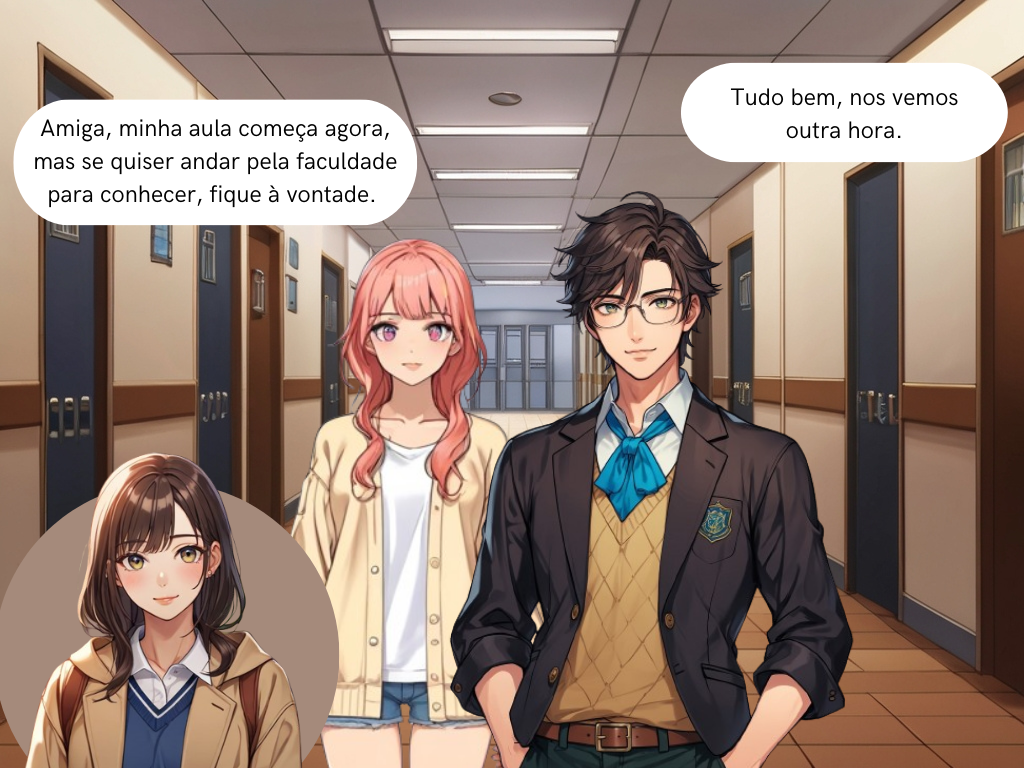 Amiga, minha aula começa agora,
mas se quiser andar pela faculdade
para conhecer, fique à vontade.
Tudo bem, nos vemos
outra hora.